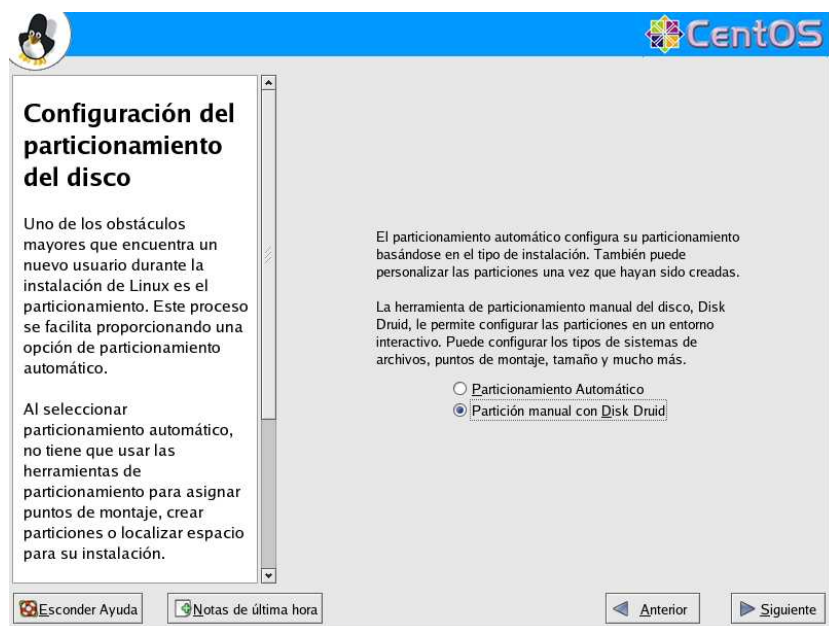 CentOS
Configuración del
particionamiento
del disco
Uno de los obstáculos
mayores que encuentra un
nuevo usuario durante la
instalación de Linux es el
particionamiento. Este proceso
se facilita proporcionando una
opción de particionamiento
automático.
Al seleccionar
particionamiento automático,
no tiene que usar las
herramientas de
particionamiento para asignar
puntos de montaje, crear
particiones o localizar espacio
para su instalación.
El particionamiento automático configura su particionamiento
basándose en el tipo de instalación. También puede
personalizar las particiones una vez que hayan sido creadas.
La herramienta de particionamiento manual del disco, Disk
Druid, le permite configurar las particiones en un entorno
interactivo. Puede configurar los tipos de sistemas de
archivos, puntos de montaje, tamaño y mucho más.
Particionamiento Automático
Partición manual con Disk Druid
Esconder Ayuda
Notas de última hora
Anterior
Siguiente